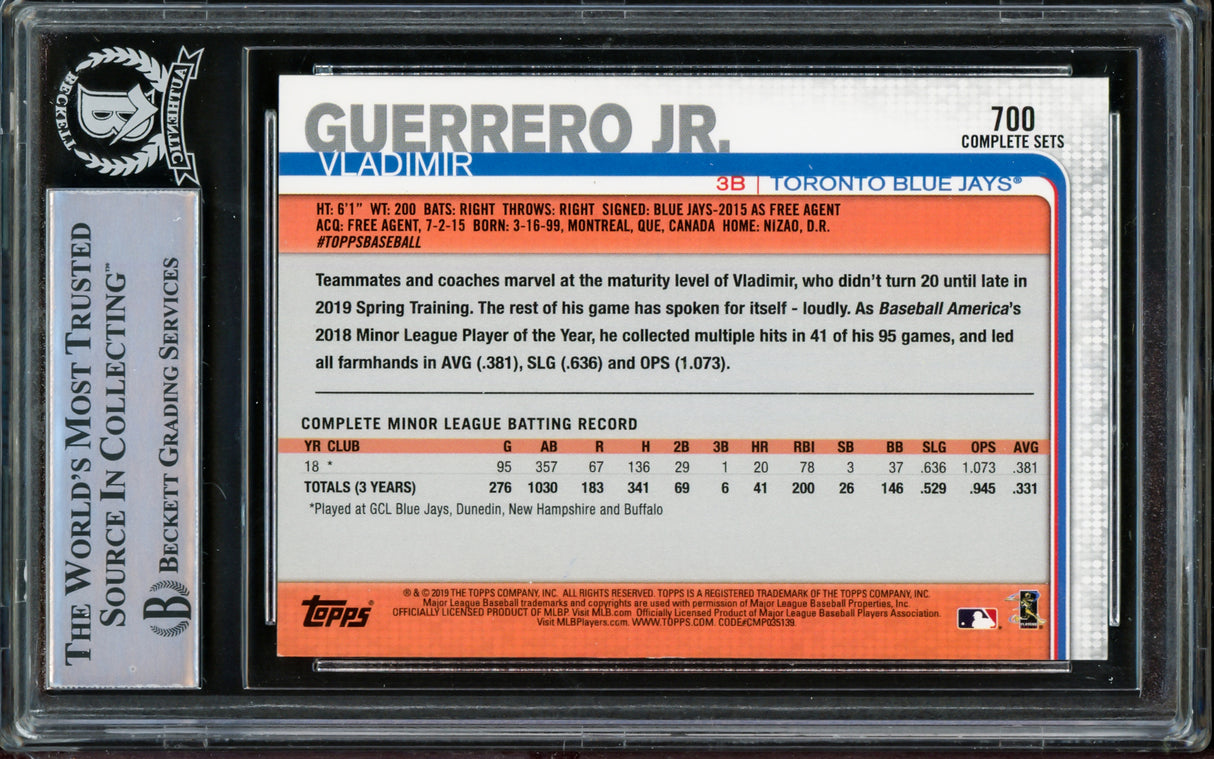 BECKETT
AUTHENTIC
B
THE WORLD'S MOST TRUSTED
SOURCE IN COLLECTING™
B BECKETT GRADING SERVICES
GUERRERO JR.
VLADIMIR
700
COMPLETE SETS
3B | TORONTO BLUE JAYS®
HT: 6'1" WT: 200 BATS: RIGHT THROWS: RIGHT SIGNED: BLUE JAYS-2015 AS FREE AGENT
ACQ: FREE AGENT, 7-2-15 BORN: 3-16-99, MONTREAL, QUE, CANADA HOME: NIZAO, D.R.
#TOPPSBASEBALL
Teammates and coaches marvel at the maturity level of Vladimir, who didn't turn 20 until late in
2019 Spring Training. The rest of his game has spoken for itself - loudly. As Baseball America's
2018 Minor League Player of the Year, he collected multiple hits in 41 of his 95 games, and led
all farmhands in AVG (.381), SLG (.636) and OPS (1.073).
COMPLETE MINOR LEAGUE BATTING RECORD
YR CLUB G AB R H 2B 3B HR RBI SB BB SLG OPS AVG
18 * 95 357 67 136 29 1 20 78 3 37 .636 1.073 .381
TOTALS (3 YEARS) 276 1030 183 341 69 6 41 200 26 146 .529 .945 .331
*Played at GCL Blue Jays, Dunedin, New Hampshire and Buffalo
TOPPS®
® & © 2019 THE TOPPS COMPANY, INC. ALL RIGHTS RESERVED. TOPPS IS A REGISTERED TRADEMARK OF THE TOPPS COMPANY, INC.
Major League Baseball trademarks and copyrights are used with permission of Major League Baseball Properties, Inc.
OFFICIALLY LICENSED PRODUCT OF MLBP. Visit MLB.com Officially Licensed Product of Major League Baseball Players Association.
Visit MLBPlayers.com. WWW.TOPPS.COM. CODE#CMP035139.